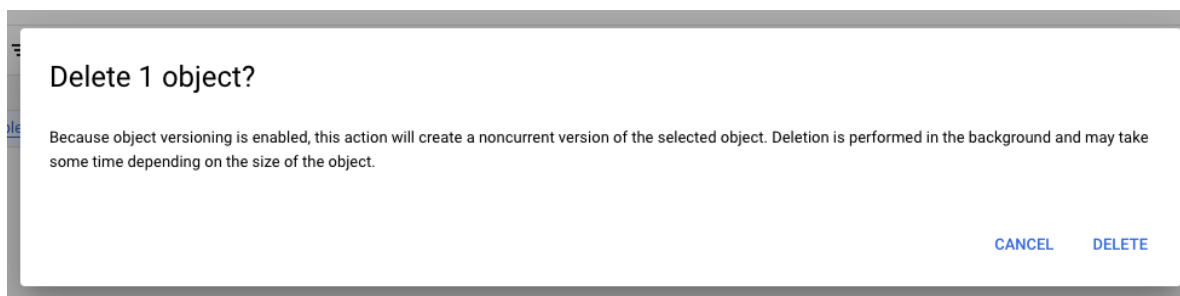 Delete 1 object?
Because object versioning is enabled, this action will create a noncurrent version of the selected object. Deletion is performed in the background and may take
some time depending on the size of the object.
CANCEL DELETE